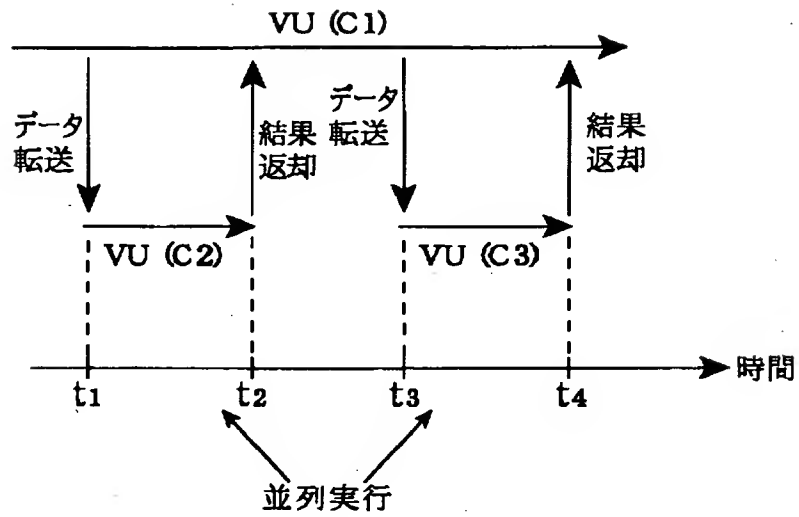 VU (C1)
データ
転送
結果
返却
データ
転送
結果
返却
VU (C2)
VU (C3)
時間
t1
t2
t3
t4
並列実行